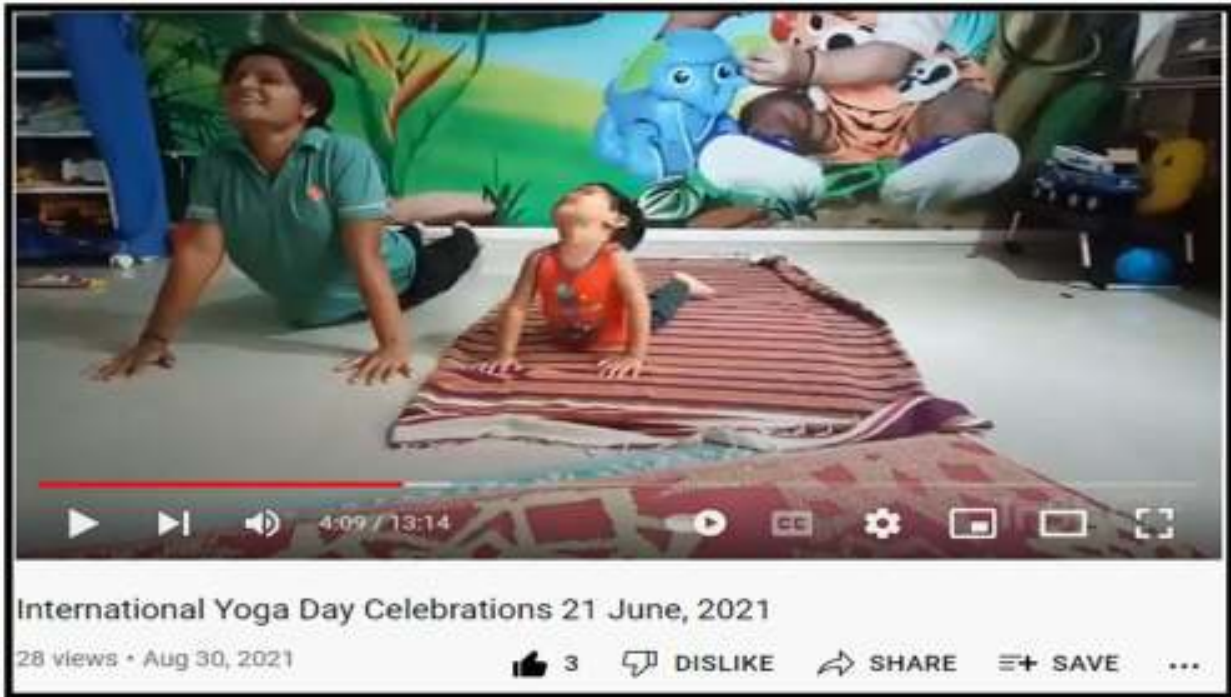 4:09 / 13:14
CC
International Yoga Day Celebrations 21 June, 2021
28 views • Aug 30, 2021
3 DISLIKE SHARE SAVE